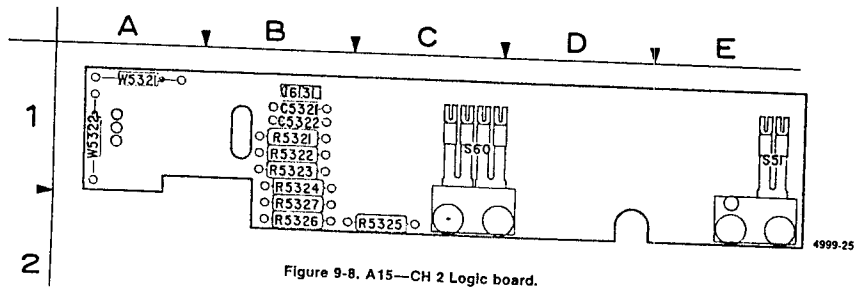 A B C D E
1
W5321
W5322
J6131
C5321
C5322
R5321
R5322
R5323
R5324
R5327
R5326
R5325
S60
S51
4999-25
2
Figure 9-8. A15—CH 2 Logic board.